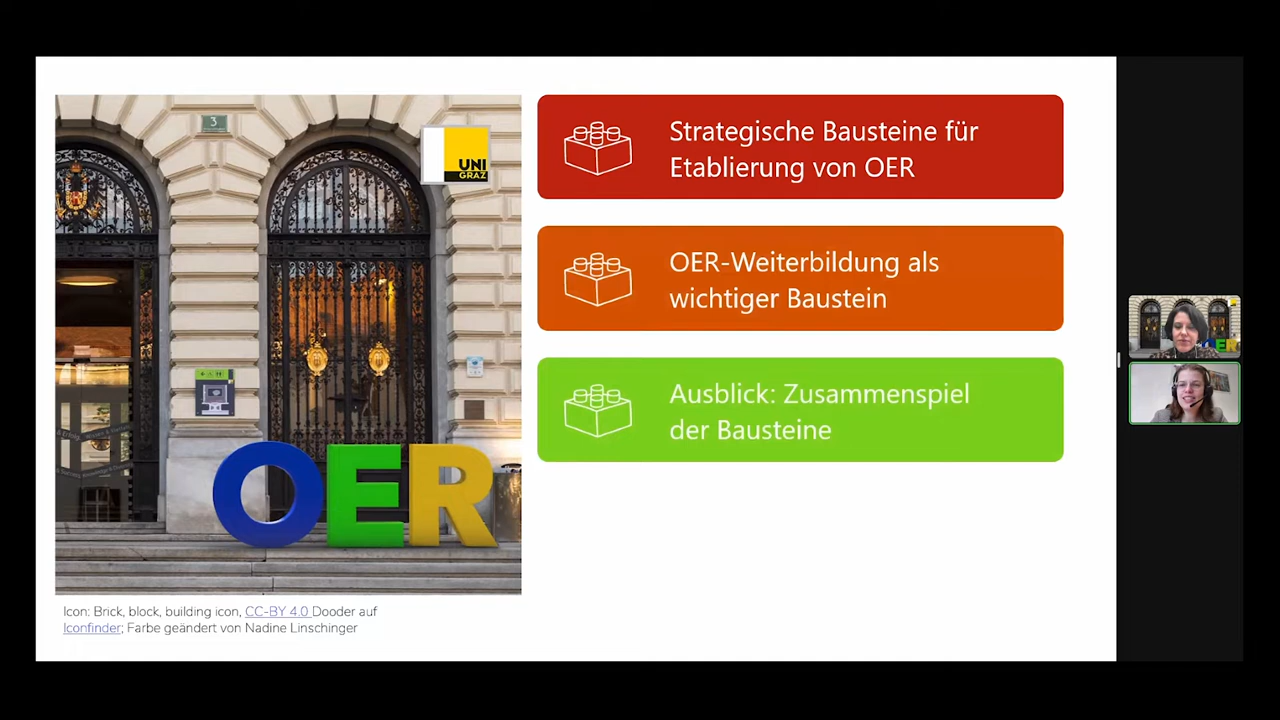 3
UNI
GRAZ
OER
Strategische Bausteine für
Etablierung von OER
OER-Weiterbildung als
wichtiger Baustein
Ausblick: Zusammenspiel
der Bausteine
Icon: Brick, block, building icon, CC-BY 4.0 Dooder auf
Iconfinder; Farbe geändert von Nadine Linschinger